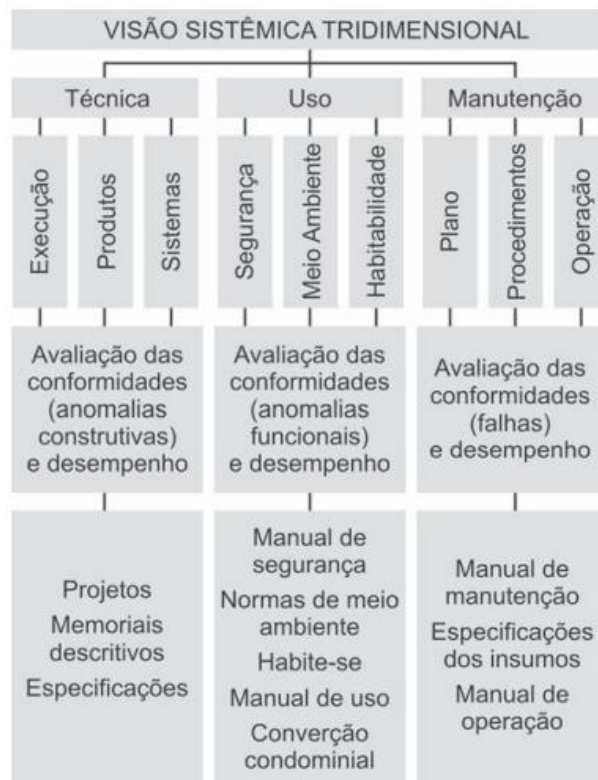 VISÃO SISTÊMICA TRIDIMENSIONAL
Técnica
Uso
Manutenção
Execução
Produtos
Sistemas
Segurança
Meio Ambiente
Habitabilidade
Plano
Procedimentos
Operação
Avaliação das
conformidades
(anomalias
construtivas)
e desempenho
Avaliação das
conformidades
(anomalias
funcionais)
e desempenho
Avaliação das
conformidades
(falhas)
e desempenho
Projetos
Memoriais
descritivos
Especificações
Manual de
segurança
Normas de meio
ambiente
Habite-se
Manual de uso
Converção
condominial
Manual de
manutenção
Especificações
dos insumos
Manual de
operação